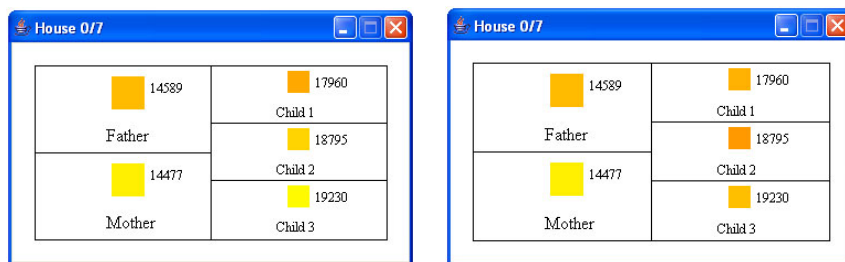 House 0/7
14589
Father
14477
Mother
17960
Child 1
18795
Child 2
19230
Child 3
House 0/7
14589
Father
14477
Mother
17960
Child 1
18795
Child 2
19230
Child 3